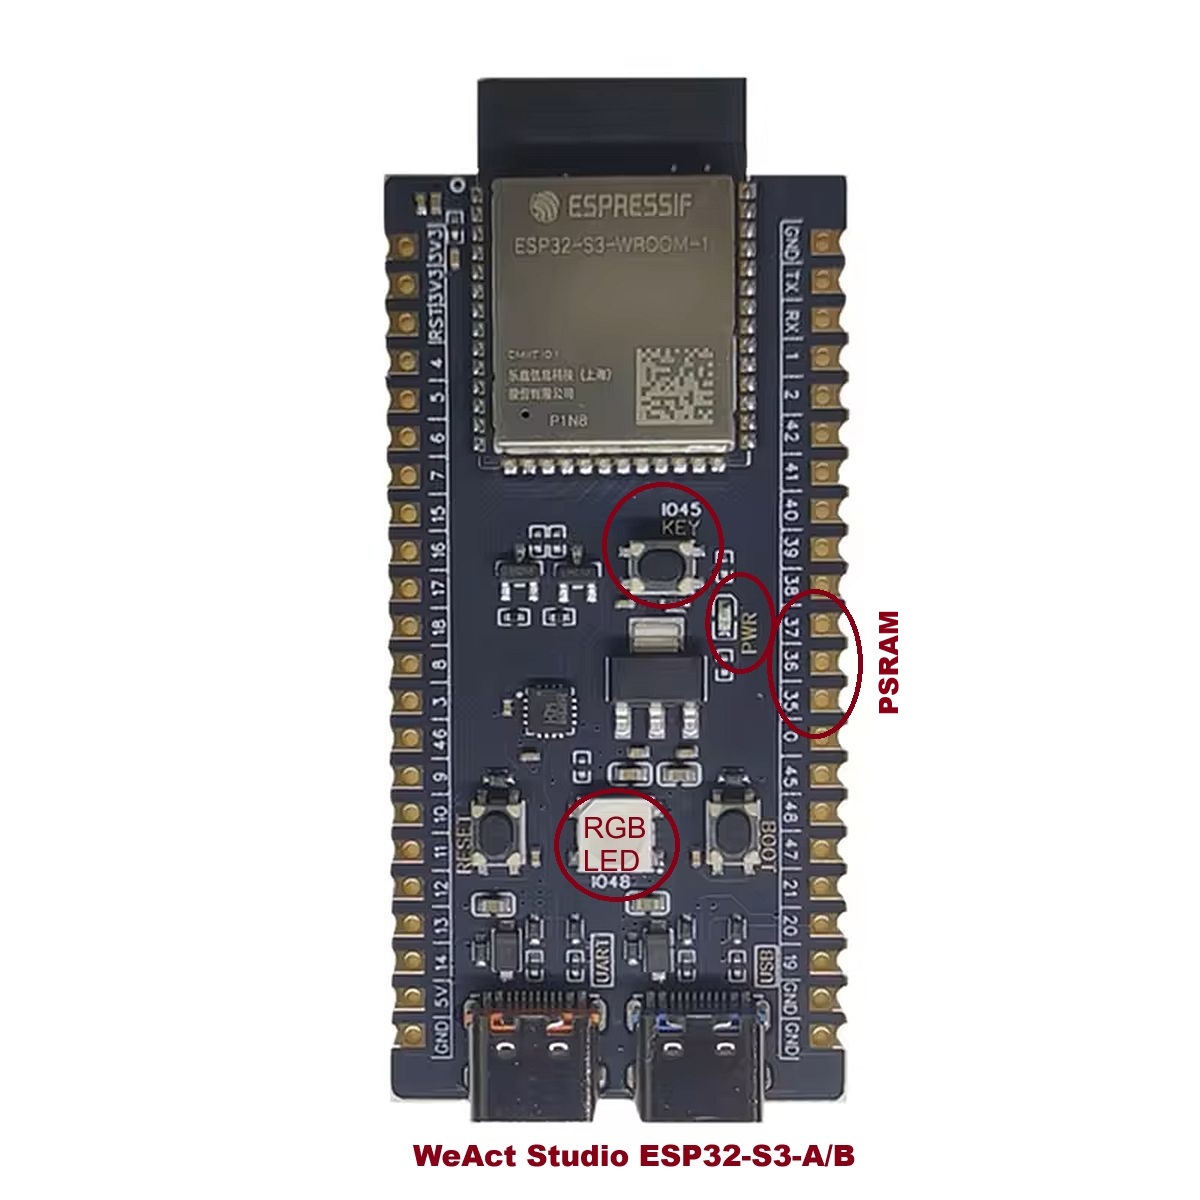 ESPRESSIF
ESP32-S3-WROOM-1
CMIIT ID:
乐鑫信息科技 (上海)
股份有限公司
P1N8
3V3
3V3
RST
4
5
6
7
15
16
17
18
8
3
46
9
10
11
12
13
14
5V
GND
GND
TX
RX
1
2
42
41
40
39
38
37
36
35
0
45
48
47
21
20
19
GND
GND
IO45
KEY
PWR
PSRAM
RESET
RGB
LED
IO48
BOOT
UART
USB
WeAct Studio ESP32-S3-A/B